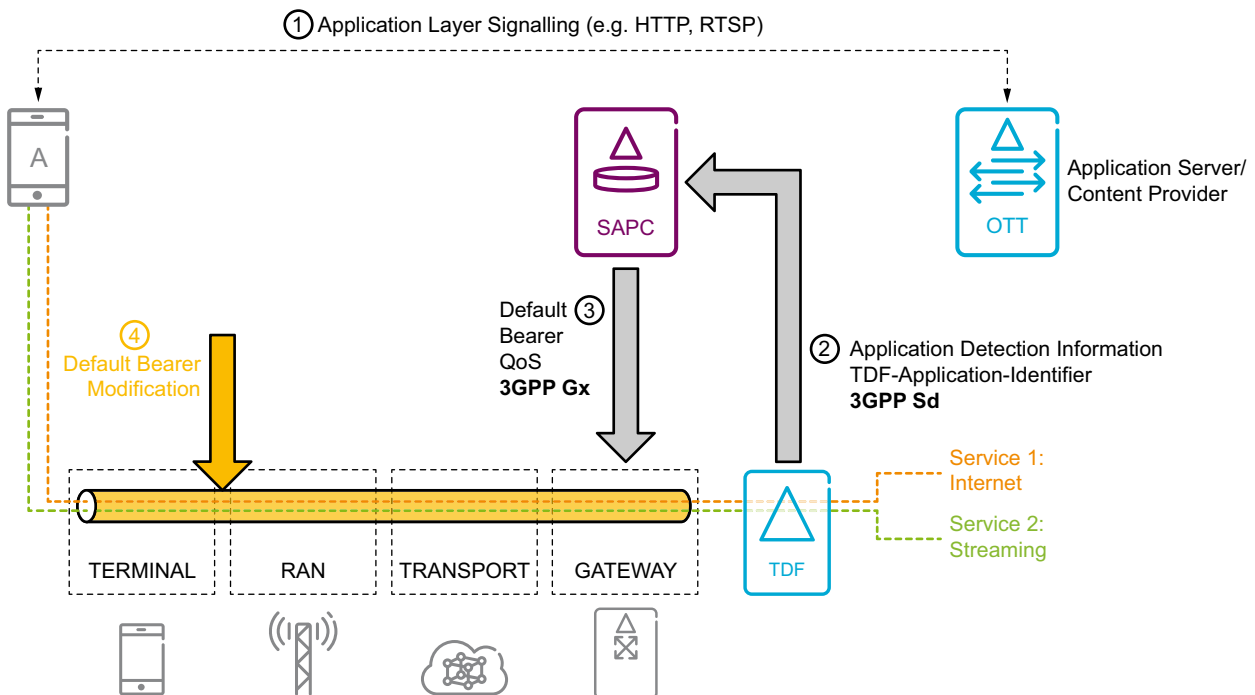 1 Application Layer Signalling (e.g. HTTP, RTSP)
A
SAPC
OTT
Application Server/
Content Provider
4
Default Bearer
Modification
Default 3
Bearer
QoS
3GPP Gx
2 Application Detection Information
TDF-Application-Identifier
3GPP Sd
Service 1:
Internet
Service 2:
Streaming
TERMINAL
RAN
TRANSPORT
GATEWAY
TDF